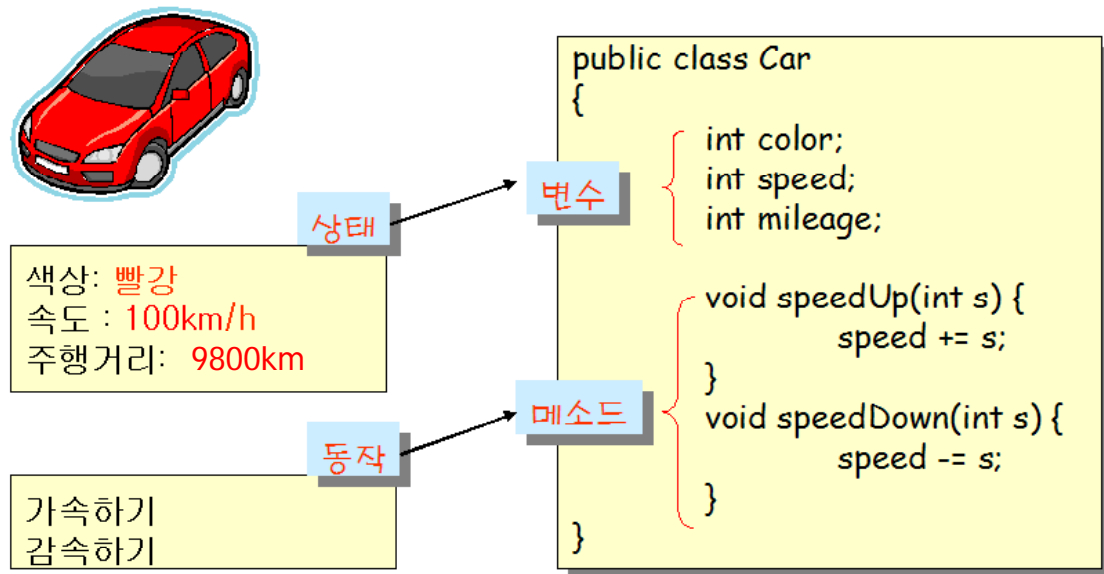 상태
색상: 빨강
속도 : 100km/h
주행거리: 9800km
동작
가속하기
감속하기
변수
메소드
public class Car
{
int color;
int speed;
int mileage;
void speedUp(int s) {
speed += s;
}
void speedDown(int s) {
speed -= s;
}
}